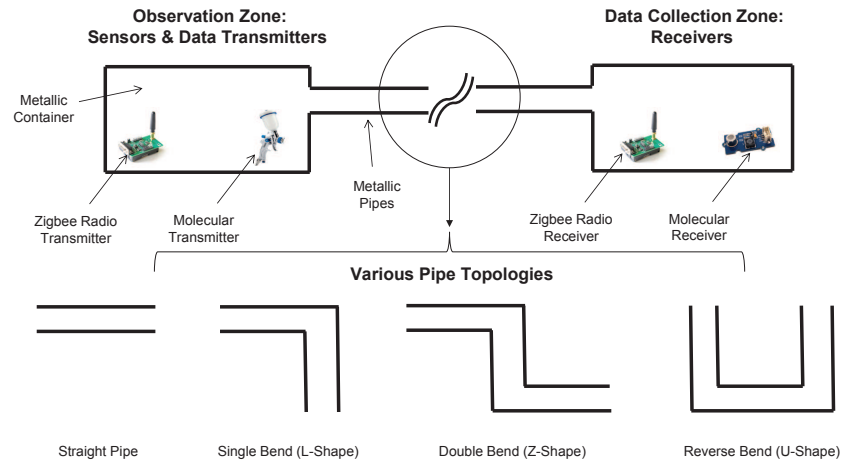 Observation Zone:
Sensors & Data Transmitters
Data Collection Zone:
Receivers
Metallic
Container
Metallic
Pipes
Zigbee Radio
Transmitter
Molecular
Transmitter
Zigbee Radio
Receiver
Molecular
Receiver
Various Pipe Topologies
Straight Pipe
Single Bend (L-Shape)
Double Bend (Z-Shape)
Reverse Bend (U-Shape)